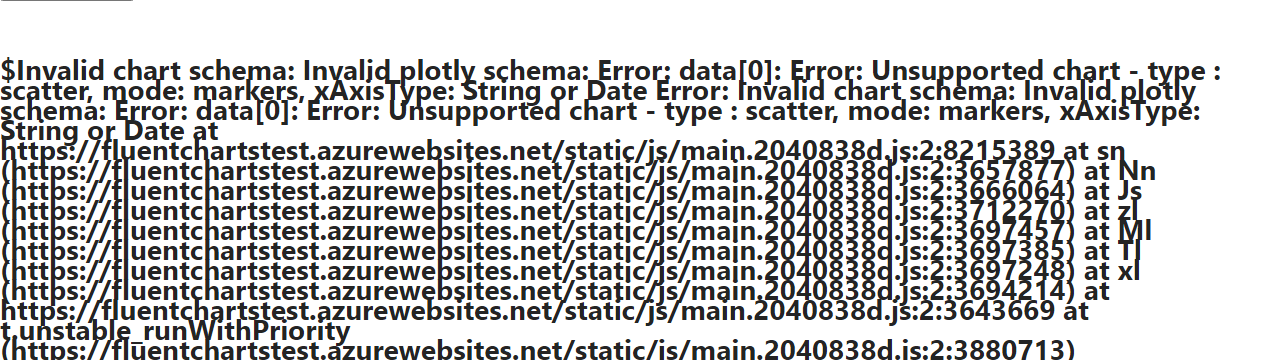 $Invalid chart schema: Invalid plotly schema: Error: data[0]: Error: Unsupported chart - type :
scatter, mode: markers, xAxisType: String or Date Error: Invalid chart schema: Invalid plotly
schema: Error: data[0]: Error: Unsupported chart - type : scatter, mode: markers, xAxisType:
String or Date at
https://fluentchartstest.azurewebsites.net/static/js/main.2040838d.js:2:8215389 at sn
(https://fluentchartstest.azurewebsites.net/static/js/main.2040838d.js:2:3657877) at Nn
(https://fluentchartstest.azurewebsites.net/static/js/main.2040838d.js:2:3666064) at Js
(https://fluentchartstest.azurewebsites.net/static/js/main.2040838d.js:2:3712270) at zl
(https://fluentchartstest.azurewebsites.net/static/js/main.2040838d.js:2:3697457) at Ml
(https://fluentchartstest.azurewebsites.net/static/js/main.2040838d.js:2:3697385) at Tl
(https://fluentchartstest.azurewebsites.net/static/js/main.2040838d.js:2:3697248) at xl
(https://fluentchartstest.azurewebsites.net/static/js/main.2040838d.js:2:3694214) at
https://fluentchartstest.azurewebsites.net/static/js/main.2040838d.js:2:3643669 at
t.unstable_runWithPriority
(https://fluentchartstest.azurewebsites.net/static/js/main.2040838d.js:2:3880713)